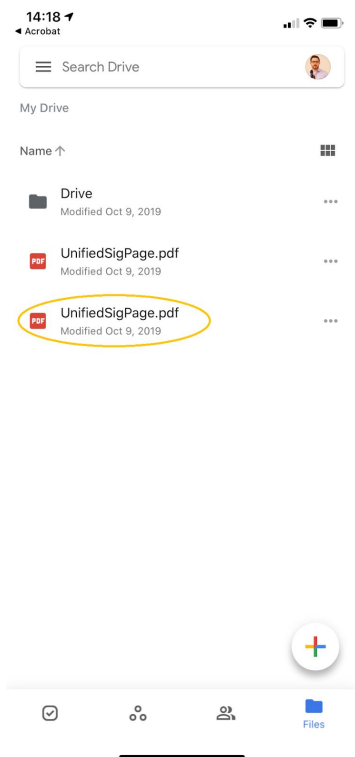 14:18
◀ Acrobat
Search Drive
My Drive
Name ↑
Drive
Modified Oct 9, 2019
PDF
UnifiedSigPage.pdf
Modified Oct 9, 2019
PDF
UnifiedSigPage.pdf
Modified Oct 9, 2019
Files